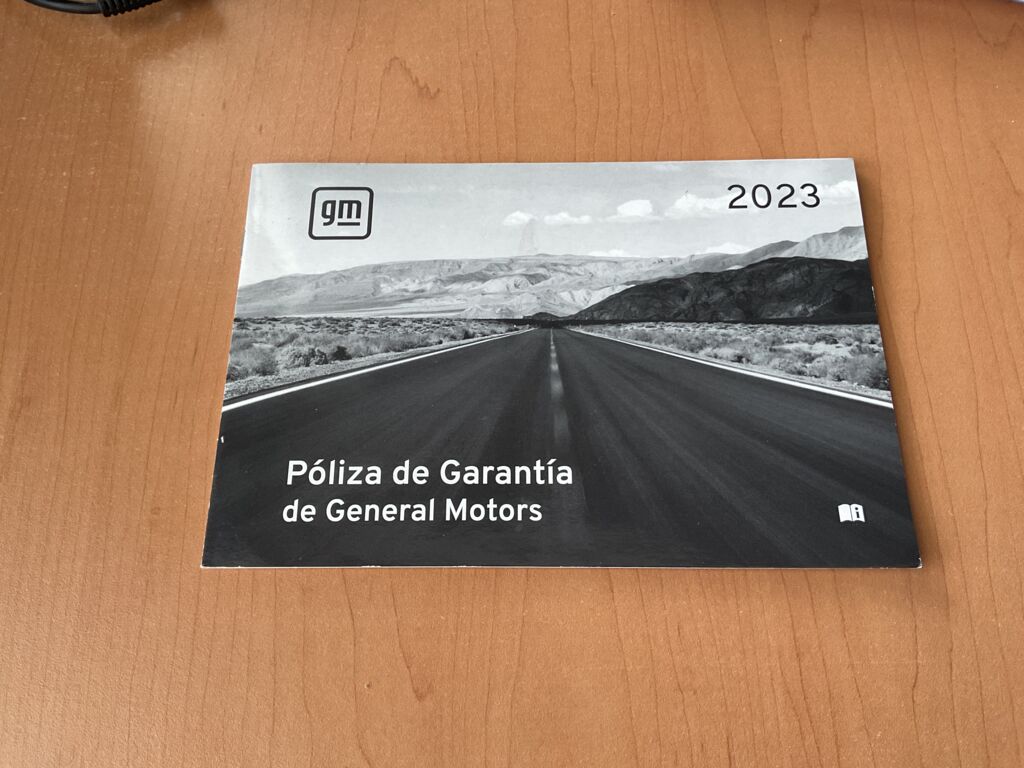 gm
2023
Póliza de Garantía
de General Motors